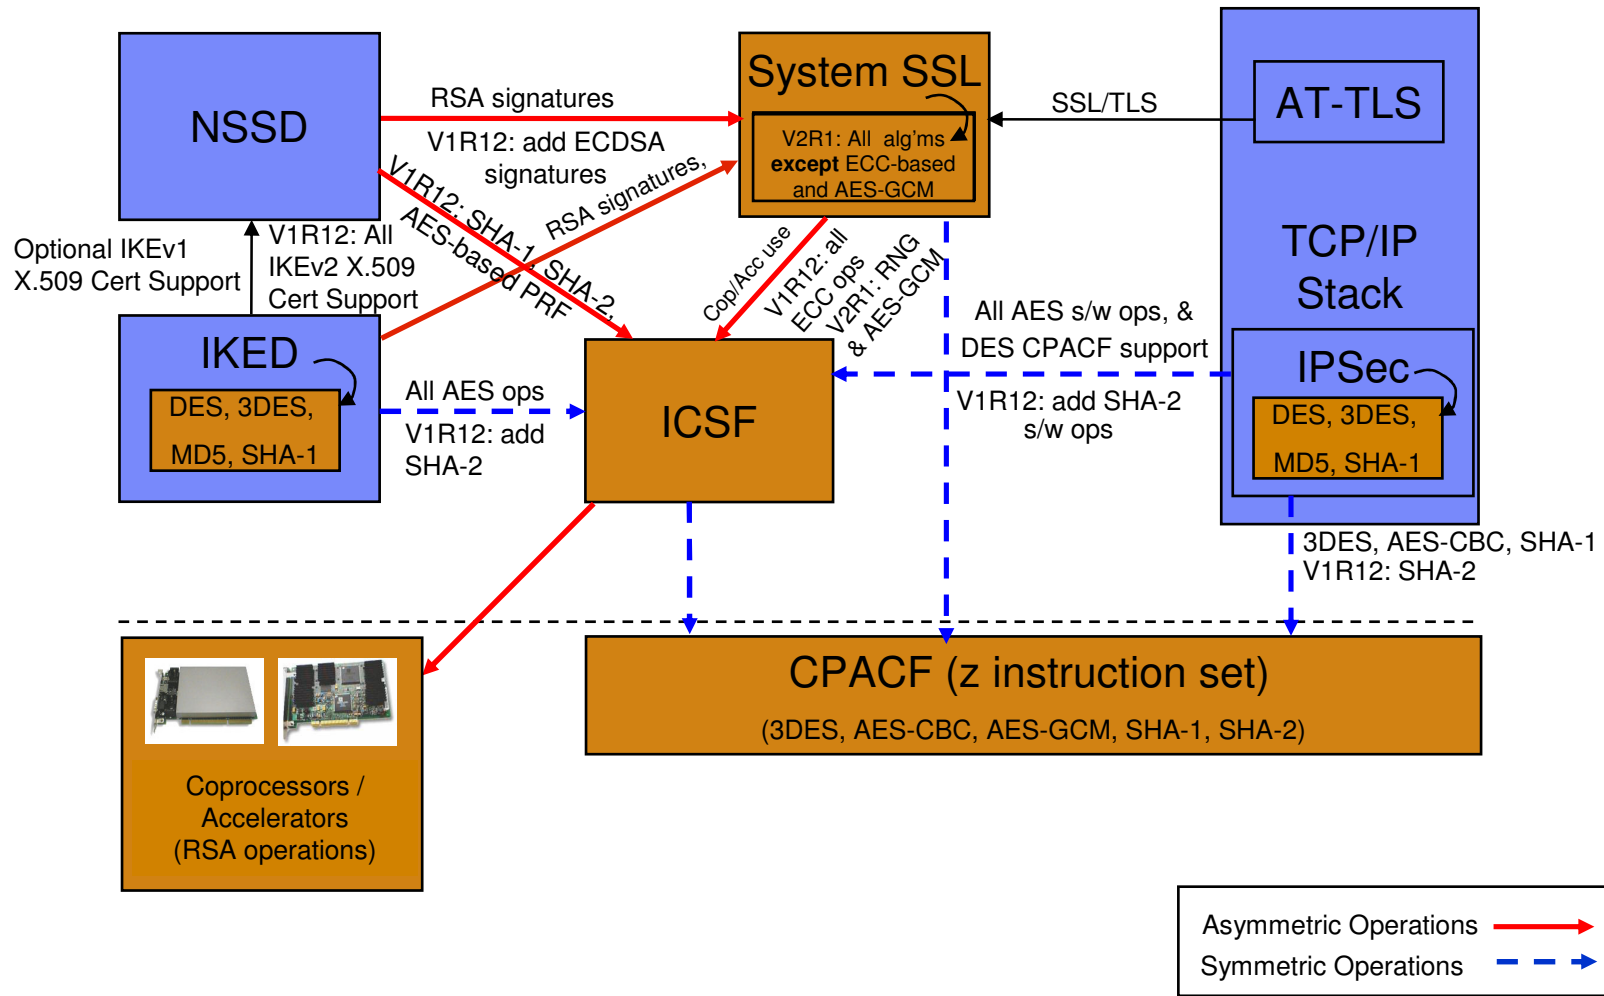 NSSD
RSA signatures
V1R12: add ECDSA
signatures
V1R12: SHA-1, SHA-2,
AES-based PRF
RSA signatures,
System SSL
V2R1: All alg'ms
except ECC-based
and AES-GCM
SSL/TLS
AT-TLS
TCP/IP
Stack
Optional IKEv1
X.509 Cert Support
V1R12: All
IKEv2 X.509
Cert Support
Cop/Acc use
V1R12: all
ECC ops
V2R1: RNG
& AES-GCM
IKED
DES, 3DES,
MD5, SHA-1
All AES ops
V1R12: add
SHA-2
ICSF
All AES s/w ops, &
DES CPACF support
V1R12: add SHA-2
s/w ops
IPSec
DES, 3DES,
MD5, SHA-1
3DES, AES-CBC, SHA-1
V1R12: SHA-2
Coprocessors /
Accelerators
(RSA operations)
CPACF (z instruction set)
(3DES, AES-CBC, AES-GCM, SHA-1, SHA-2)
Asymmetric Operations
Symmetric Operations